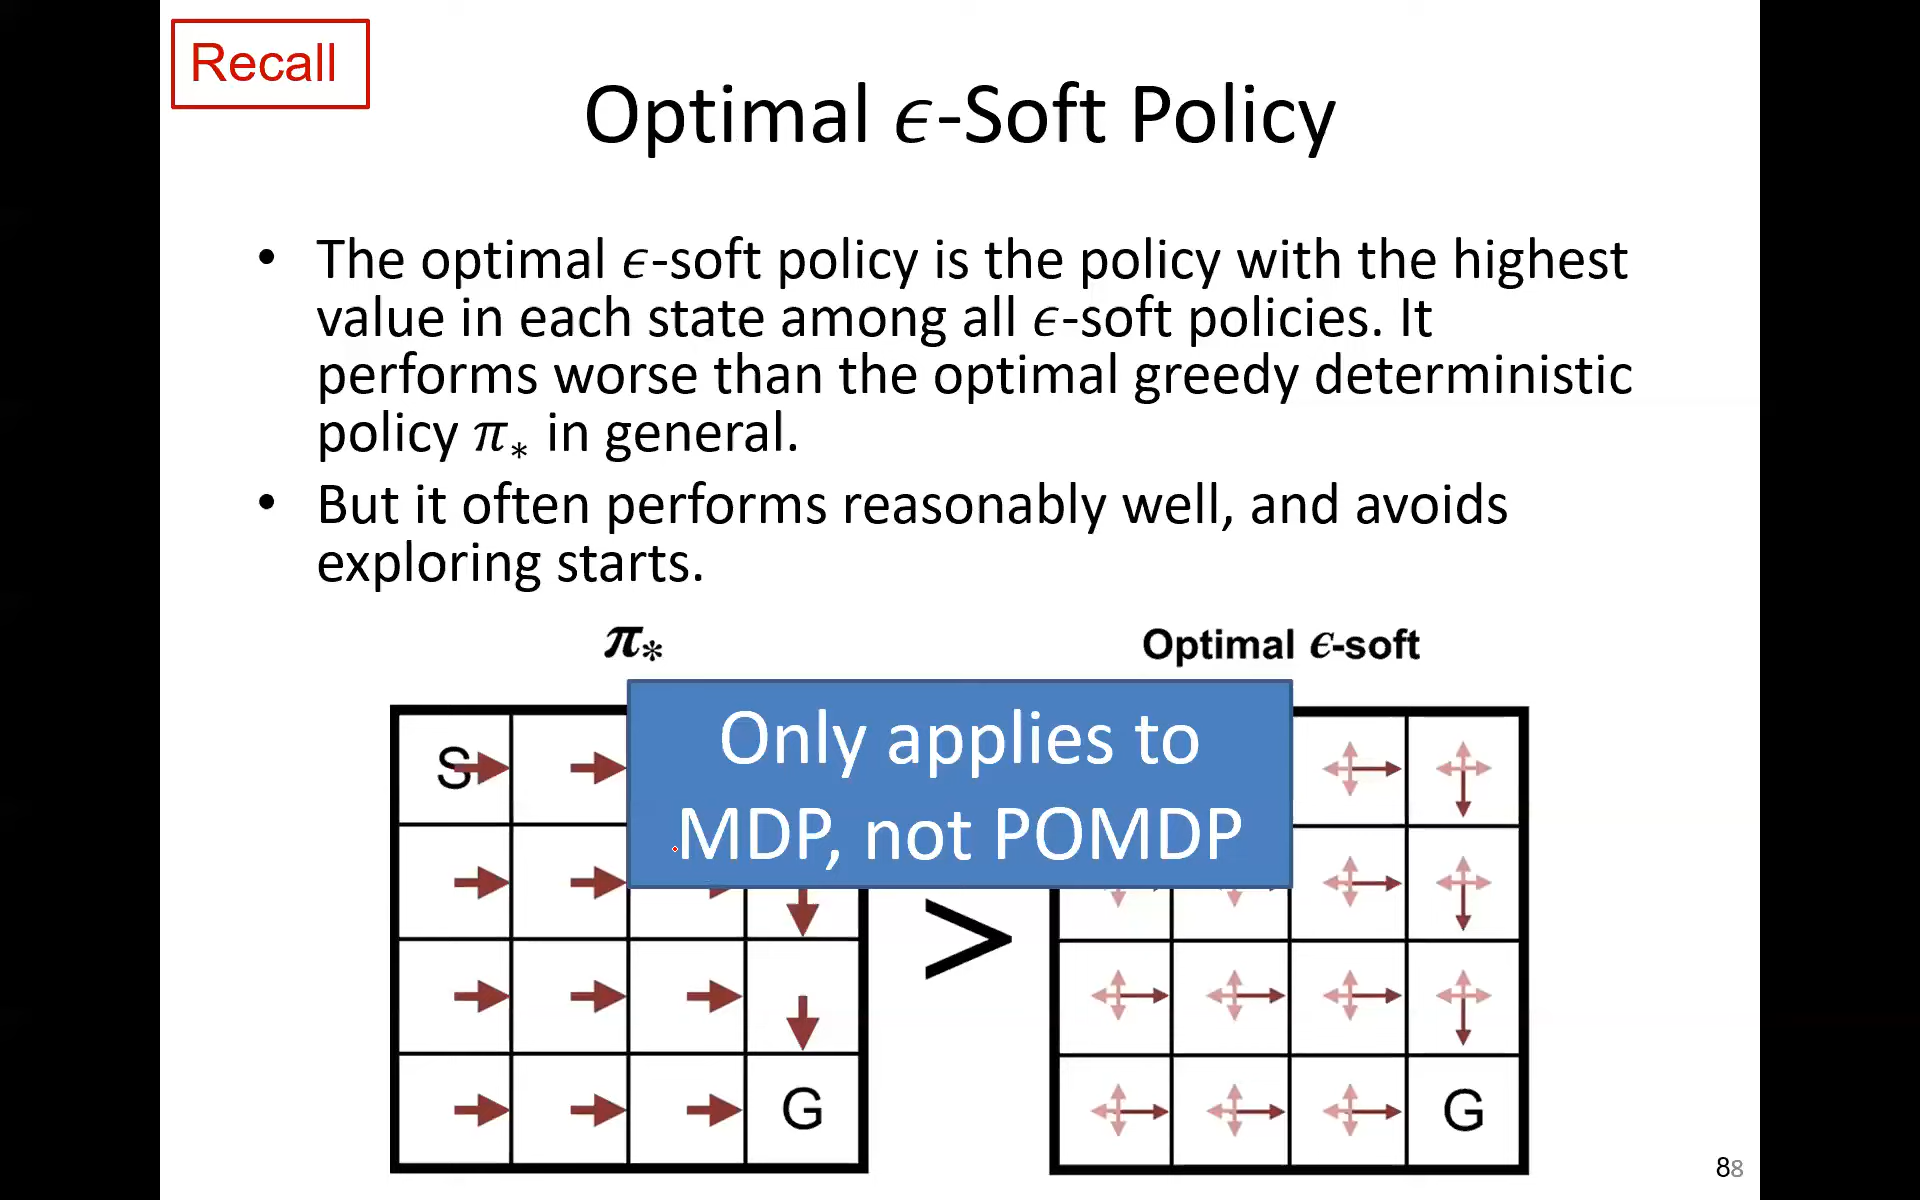 Recall
Optimal ϵ-Soft Policy
• The optimal ϵ-soft policy is the policy with the highest
value in each state among all ϵ-soft policies. It
performs worse than the optimal greedy deterministic
policy π* in general.
• But it often performs reasonably well, and avoids
exploring starts.
π*
Optimal ϵ-soft
Only applies to
MDP, not POMDP
S
>
G
G
88